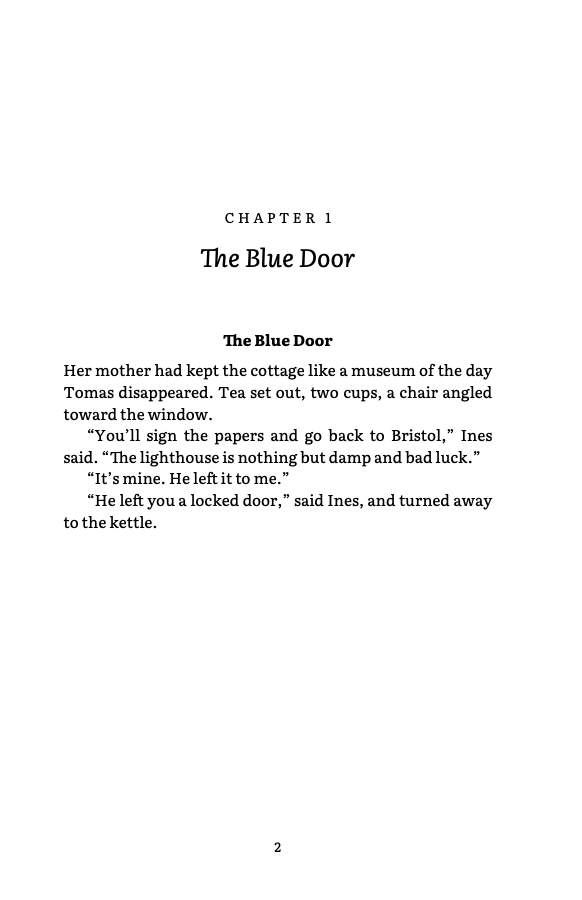 CHAPTER 1
The Blue Door
The Blue Door
Her mother had kept the cottage like a museum of the day
Tomas disappeared. Tea set out, two cups, a chair angled
toward the window.
“You’ll sign the papers and go back to Bristol,” Ines
said. “The lighthouse is nothing but damp and bad luck.”
“It’s mine. He left it to me.”
“He left you a locked door,” said Ines, and turned away
to the kettle.
2